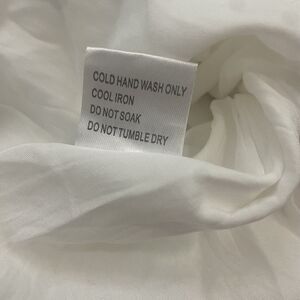 COLD HAND WASH ONLY
COOL IRON
DO NOT SOAK
DO NOT TUMBLE DRY